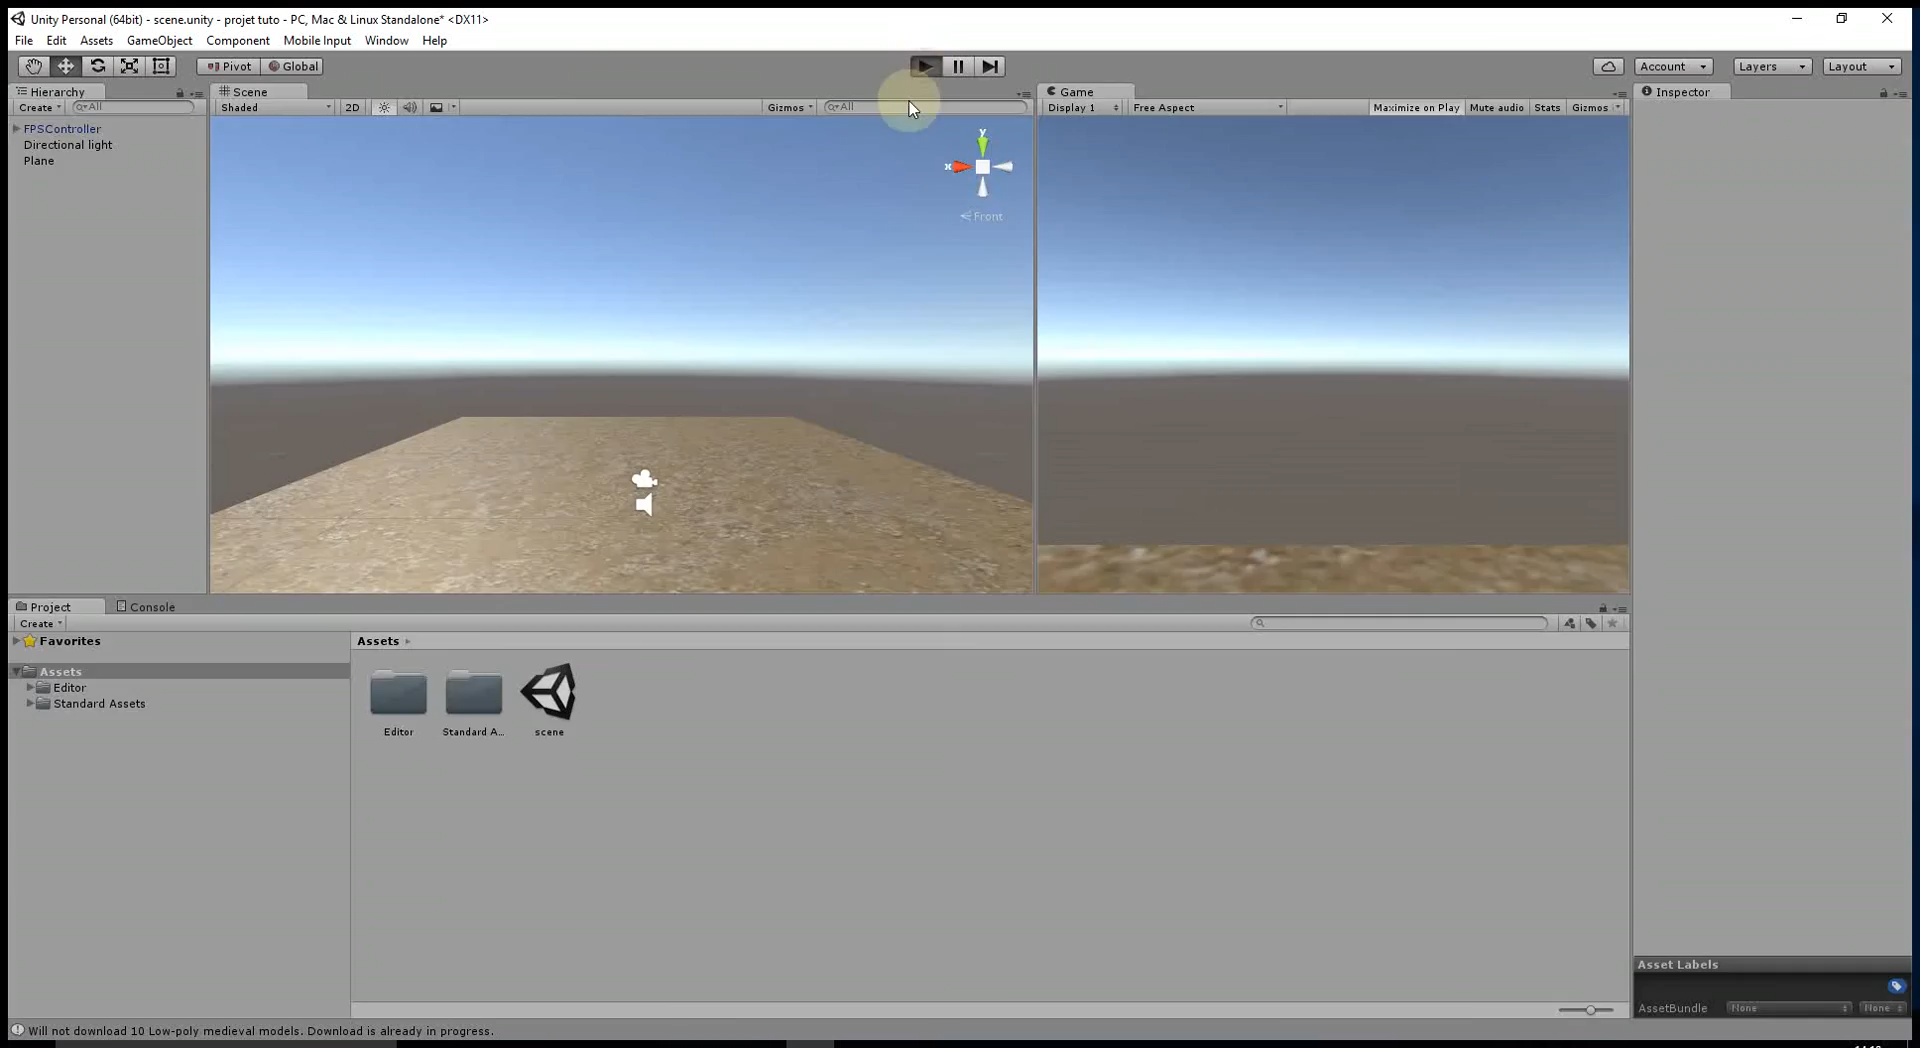 Unity Personal (64bit) - scene.unity - projet tuto - PC, Mac & Linux Standalone* <DX11>
File Edit Assets GameObject Component Mobile Input Window Help
Pivot Global Account Layers Layout
Hierarchy Scene Game Inspector
Create All Shaded 2D Gizmos All Display 1 Free Aspect Maximize on Play Mute audio Stats Gizmos
FPSController
Directional light
Plane
y
x
Front
Project Console
Create
Favorites
Assets
Assets
Editor
Standard Assets
Editor Standard A... scene
Asset Labels
AssetBundle None None
Will not download 10 Low-poly medieval models. Download is already in progress.